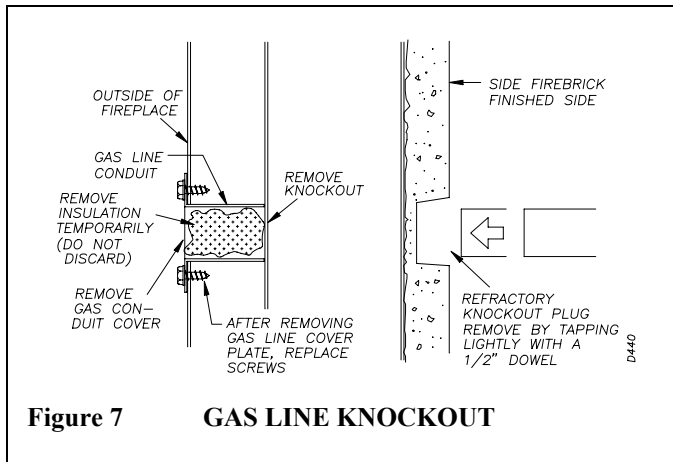 OUTSIDE OF
FIREPLACE
GAS LINE
CONDUIT
REMOVE
INSULATION
TEMPORARILY
(DO NOT
DISCARD)
REMOVE
GAS CON-
DUIT COVER
REMOVE
KNOCKOUT
AFTER REMOVING
GAS LINE COVER
PLATE, REPLACE
SCREWS
SIDE FIREBRICK
FINISHED SIDE
REFRACTORY
KNOCKOUT PLUG
REMOVE BY TAPPING
LIGHTLY WITH A
1/2" DOWEL
D440
Figure 7 GAS LINE KNOCKOUT